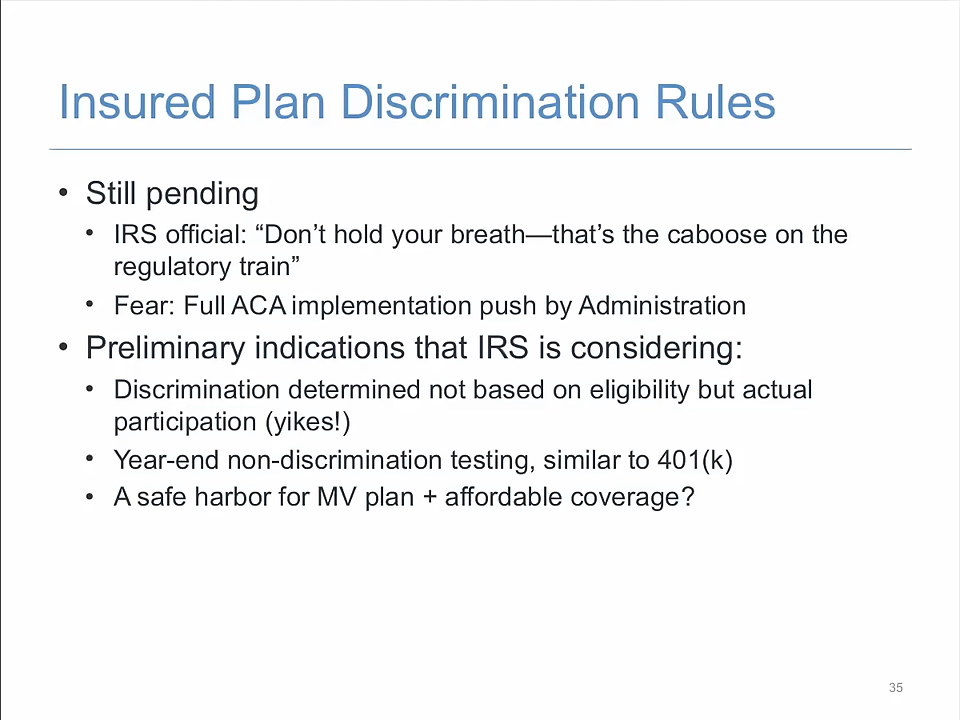 Insured Plan Discrimination Rules
• Still pending
• IRS official: “Don’t hold your breath—that’s the caboose on the
regulatory train”
• Fear: Full ACA implementation push by Administration
• Preliminary indications that IRS is considering:
• Discrimination determined not based on eligibility but actual
participation (yikes!)
• Year-end non-discrimination testing, similar to 401(k)
• A safe harbor for MV plan + affordable coverage?
35